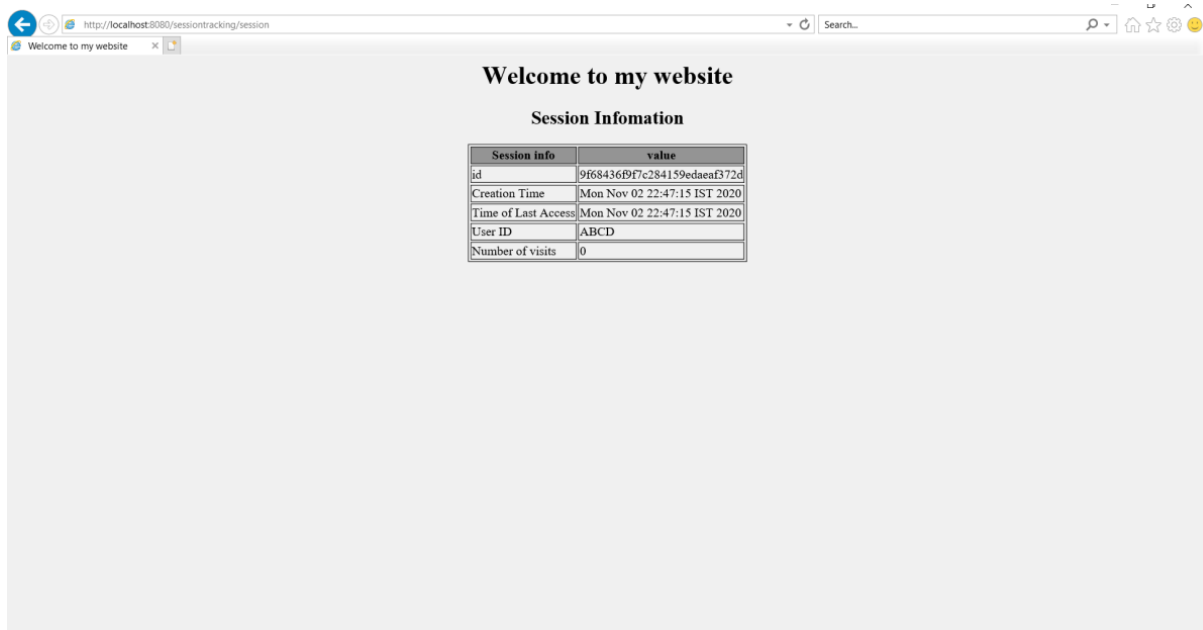 http://localhost:8080/sessiontracking/session
Search...
Welcome to my website
Welcome to my website
Session Infomation
Session info value
id 9f68436f9f7c284159edaeaf372d
Creation Time Mon Nov 02 22:47:15 IST 2020
Time of Last Access Mon Nov 02 22:47:15 IST 2020
User ID ABCD
Number of visits 0